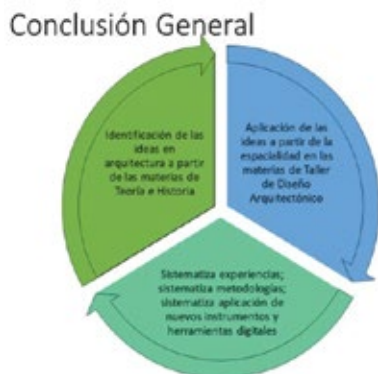 Conclusión General
Identificación de las
ideas en
arquitectura a partir
de las materias de
Teoría e Historia
Aplicación de las
ideas a partir de la
espacialidad en las
materias de Taller
de Diseño
Arquitectónico
Sistematiza experiencias;
sistematiza metodologías;
sistematiza aplicación de
nuevos instrumentos y
herramientas digitales